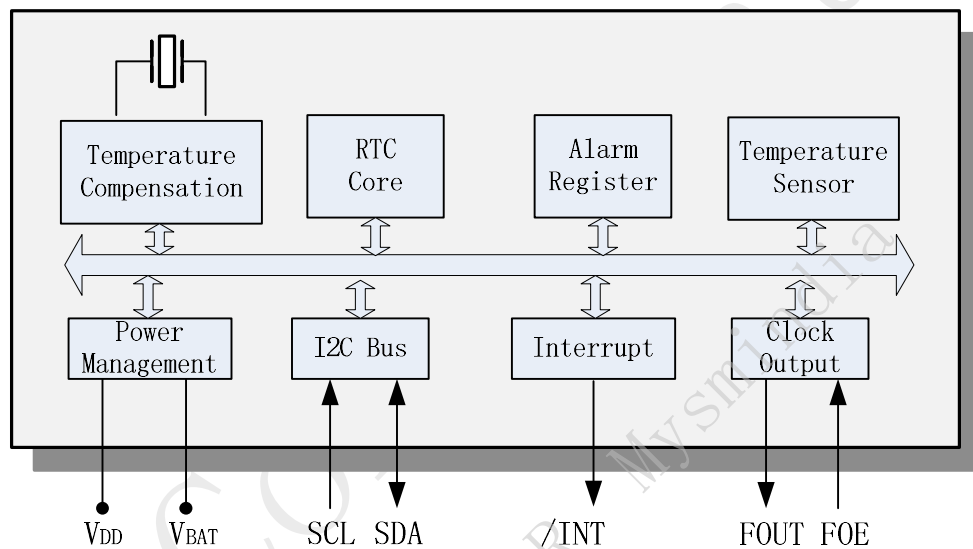 Temperature
Compensation
RTC
Core
Alarm
Register
Temperature
Sensor
Power
Management
I2C Bus
Interrupt
Clock
Output
VDD VBAT SCL SDA /INT FOUT FOE
Mysmindia